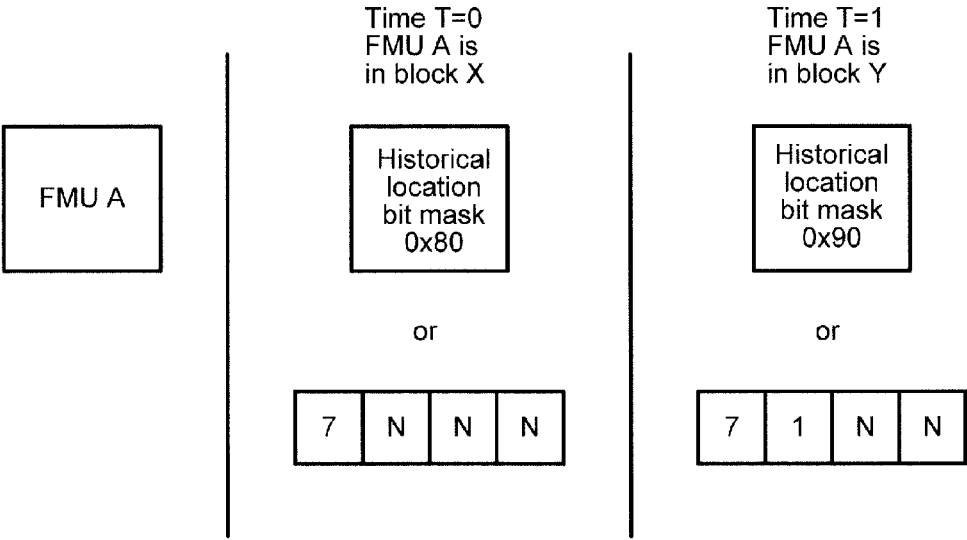 Time T=0
FMU A is
in block X
Time T=1
FMU A is
in block Y
FMU A
Historical
location
bit mask
0x80
Historical
location
bit mask
0x90
or
or
7 N N N
7 1 N N